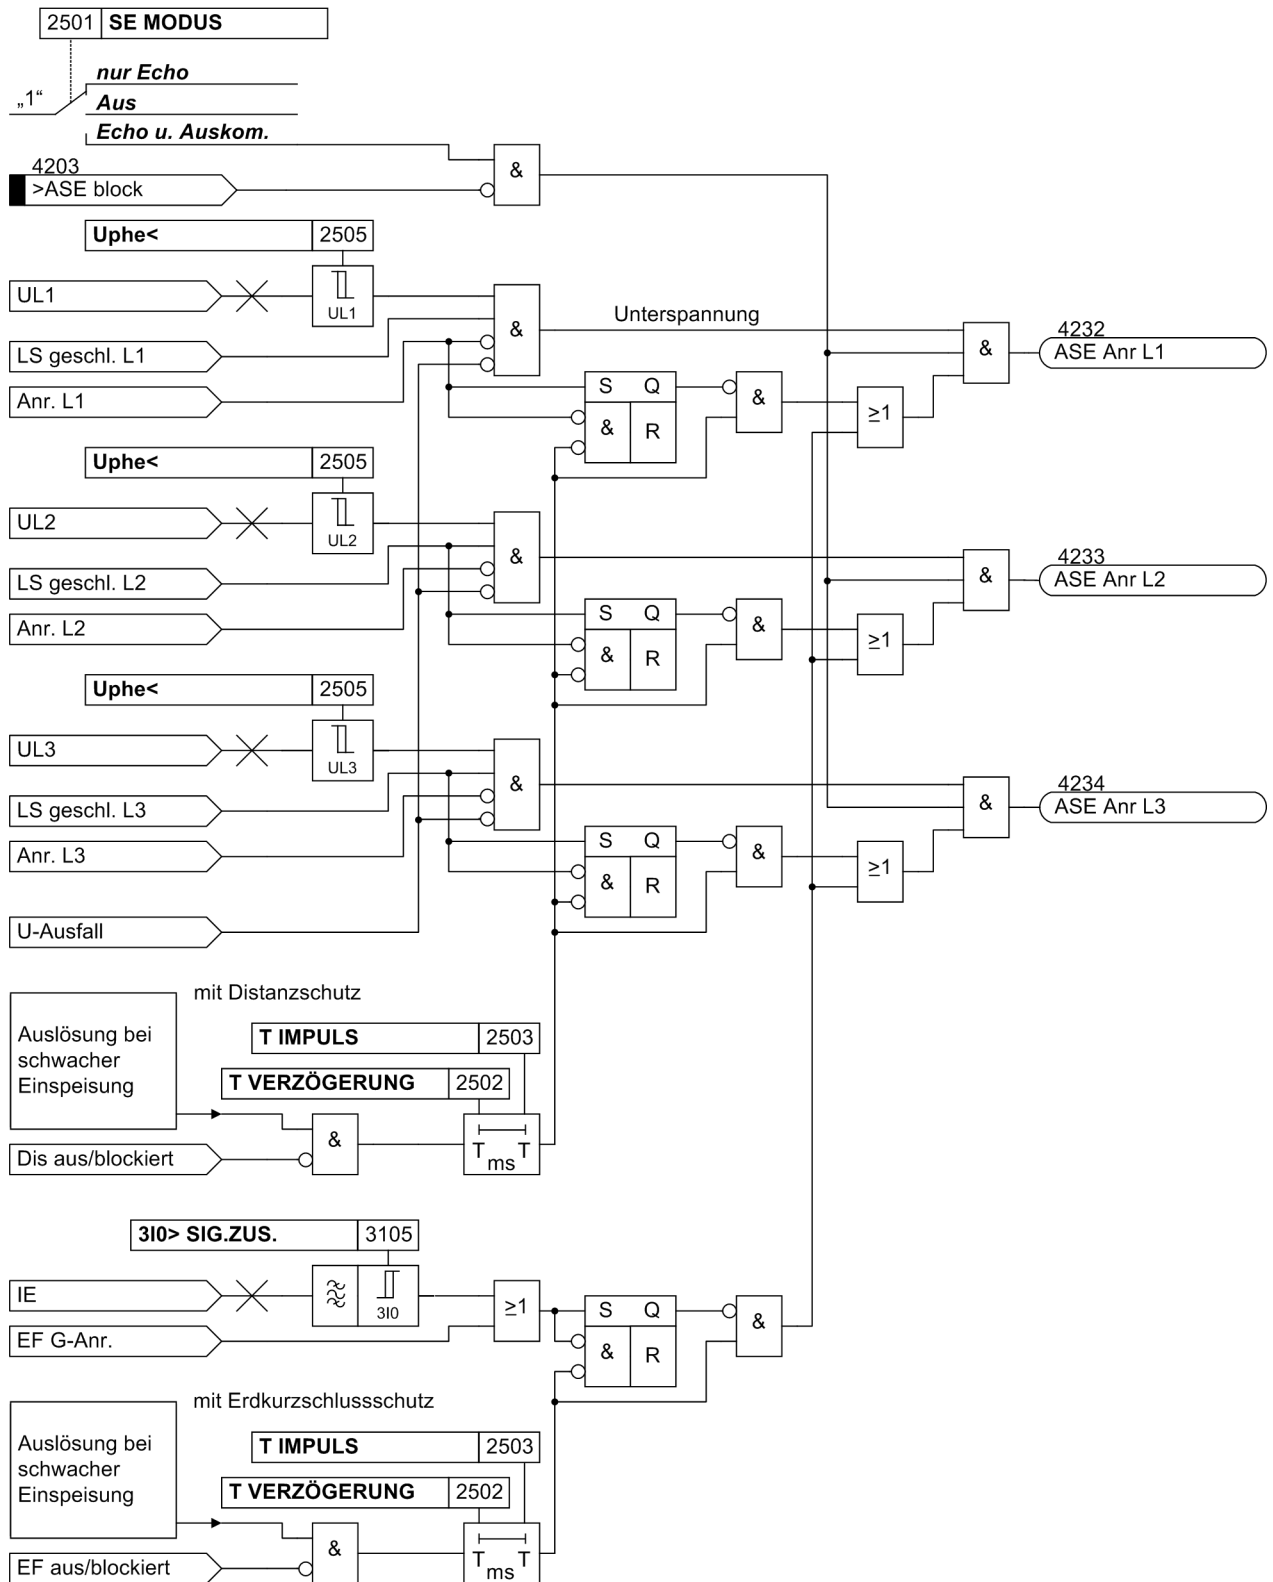 2501 SE MODUS
nur Echo
„1“
Aus
Echo u. Auskom.
4203
>ASE block
&
Uphe< 2505
UL1
UL1
LS geschl. L1
&
Unterspannung
&
4232
ASE Anr L1
Anr. L1
S Q
& R
&
≥1
Uphe< 2505
UL2
UL2
LS geschl. L2
&
&
4233
ASE Anr L2
Anr. L2
S Q
& R
&
≥1
Uphe< 2505
UL3
UL3
LS geschl. L3
&
&
4234
ASE Anr L3
Anr. L3
S Q
& R
&
≥1
U-Ausfall
mit Distanzschutz
Auslösung bei
schwacher
Einspeisung
T IMPULS 2503
T VERZÖGERUNG 2502
&
T ms T
Dis aus/blockiert
3I0> SIG.ZUS. 3105
IE
3I0
≥1
S Q
& R
&
EF G-Anr.
mit Erdkurzschlussschutz
Auslösung bei
schwacher
Einspeisung
T IMPULS 2503
T VERZÖGERUNG 2502
&
T ms T
EF aus/blockiert